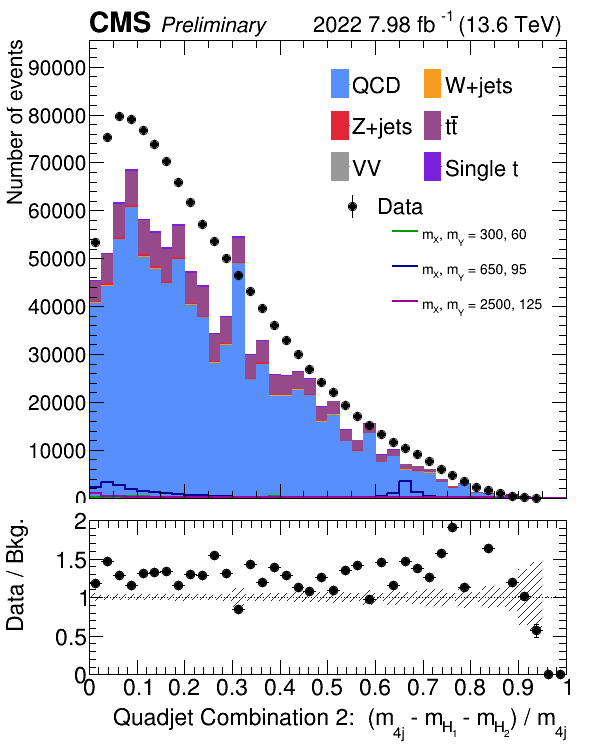 CMS Preliminary 2022 7.98 fb⁻¹ (13.6 TeV)
Number of events
90000
80000
70000
60000
50000
40000
30000
20000
10000
0
QCD W+jets
Z+jets tt̄
VV Single t
Data
m_X, m_Y = 300, 60
m_X, m_Y = 650, 95
m_X, m_Y = 2500, 125
Data / Bkg.
2
1.5
1
0.5
0
0 0.1 0.2 0.3 0.4 0.5 0.6 0.7 0.8 0.9 1
Quadjet Combination 2: (m_4j - m_H₁ - m_H₂) / m_4j